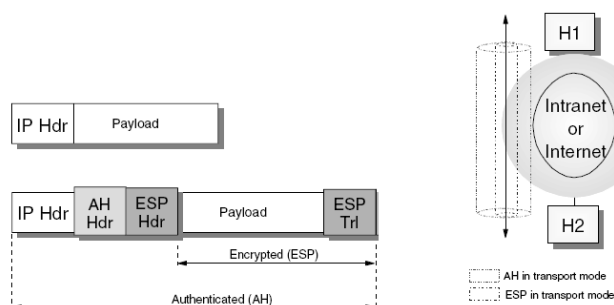 IP Hdr
Payload
IP Hdr
AH
Hdr
ESP
Hdr
Payload
ESP
Trl
Encrypted (ESP)
Authenticated (AH)
H1
Intranet
or
Internet
H2
AH in transport mode
ESP in transport mode